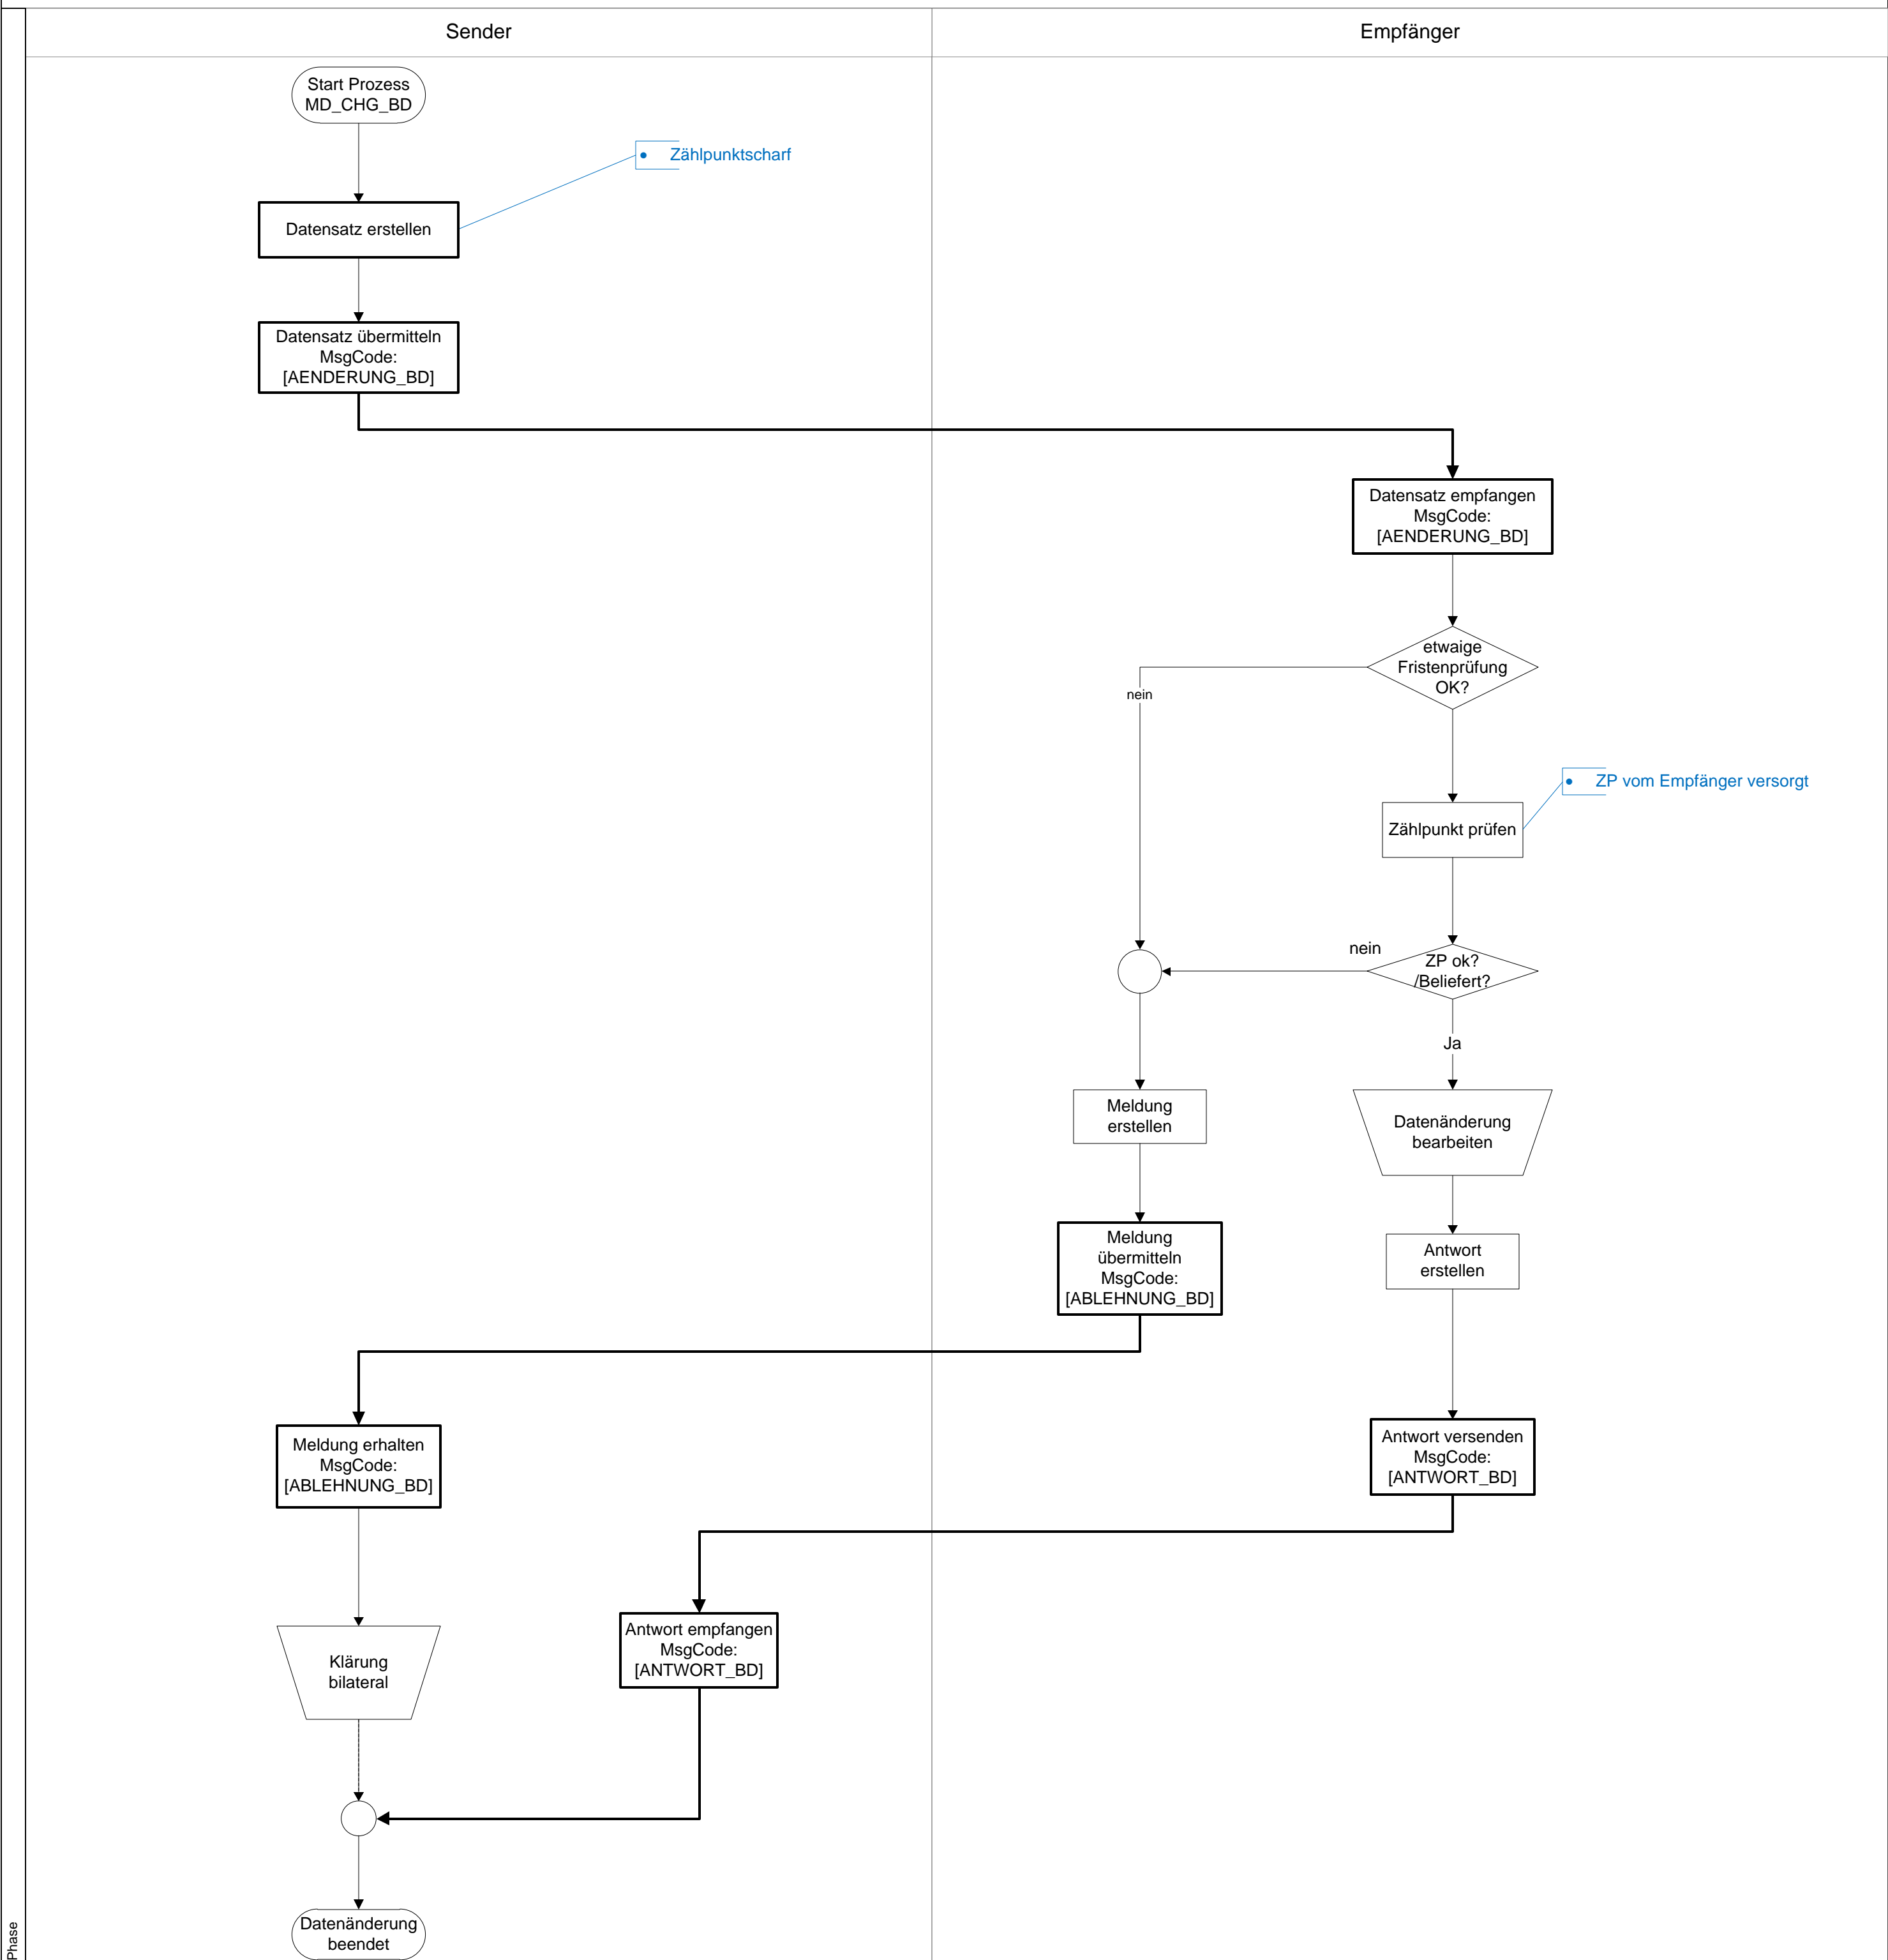 Sender
Empfänger
Start Prozess
MD_CHG_BD
• Zählpunktscharf
Datensatz erstellen
Datensatz übermitteln
MsgCode:
[AENDERUNG_BD]
Datensatz empfangen
MsgCode:
[AENDERUNG_BD]
etwaige
Fristenprüfung
OK?
nein
• ZP vom Empfänger versorgt
Zählpunkt prüfen
nein
ZP ok?
/Beliefert?
Ja
Meldung
erstellen
Datenänderung
bearbeiten
Meldung
übermitteln
MsgCode:
[ABLEHNUNG_BD]
Antwort
erstellen
Meldung erhalten
MsgCode:
[ABLEHNUNG_BD]
Antwort versenden
MsgCode:
[ANTWORT_BD]
Antwort empfangen
MsgCode:
[ANTWORT_BD]
Klärung
bilateral
Datenänderung
beendet
Phase